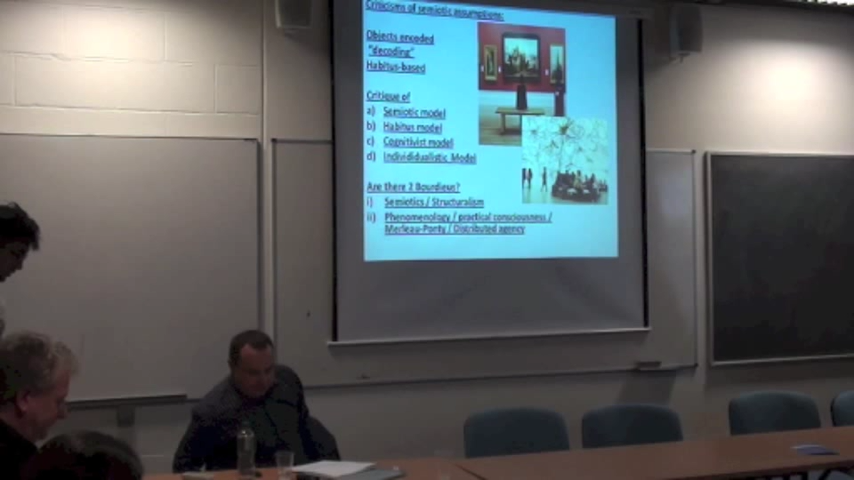 Criticisms of semiotic assumptions:
Objects encoded
"decoding"
Habitus-based
Critique of
a) Semiotic model
b) Habitus model
c) Cognitivist model
d) Individidualistic Model
Are there 2 Bourdieus?
i) Semiotics / Structuralism
ii) Phenomenology / practical consciousness /
Merleau-Ponty / Distributed agency